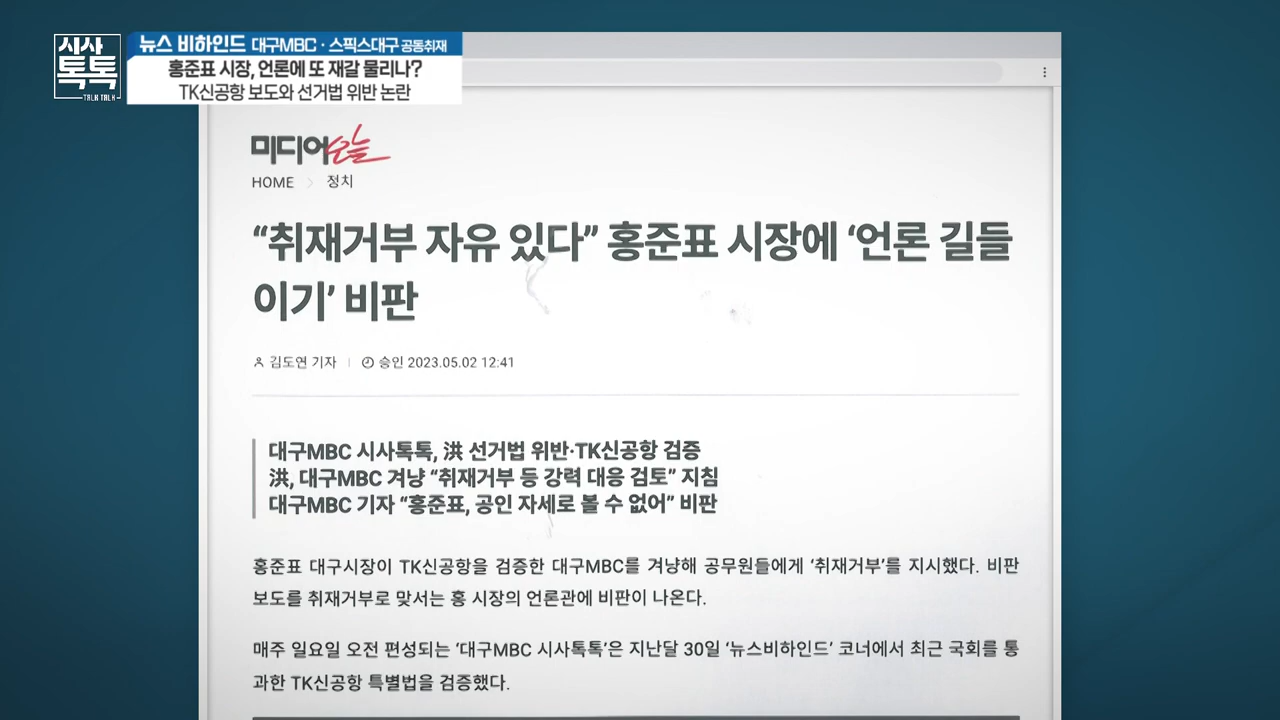 시사
톡톡
TALK TALK
뉴스 비하인드 대구MBC · 스픽스대구 공동취재
홍준표 시장, 언론에 또 재갈 물리나?
TK신공항 보도와 선거법 위반 논란
미디어오늘
HOME > 정치
“취재거부 자유 있다” 홍준표 시장에 ‘언론 길들
이기’ 비판
김도연 기자 | 승인 2023.05.02 12:41
대구MBC 시사톡톡, 洪 선거법 위반·TK신공항 검증
洪, 대구MBC 겨냥 “취재거부 등 강력 대응 검토” 지침
대구MBC 기자 “홍준표, 공인 자세로 볼 수 없어” 비판
홍준표 대구시장이 TK신공항을 검증한 대구MBC를 겨냥해 공무원들에게 ‘취재거부’를 지시했다. 비판
보도를 취재거부로 맞서는 홍 시장의 언론관에 비판이 나온다.
매주 일요일 오전 편성되는 ‘대구MBC 시사톡톡’은 지난달 30일 ‘뉴스비하인드’ 코너에서 최근 국회를 통
과한 TK신공항 특별법을 검증했다.